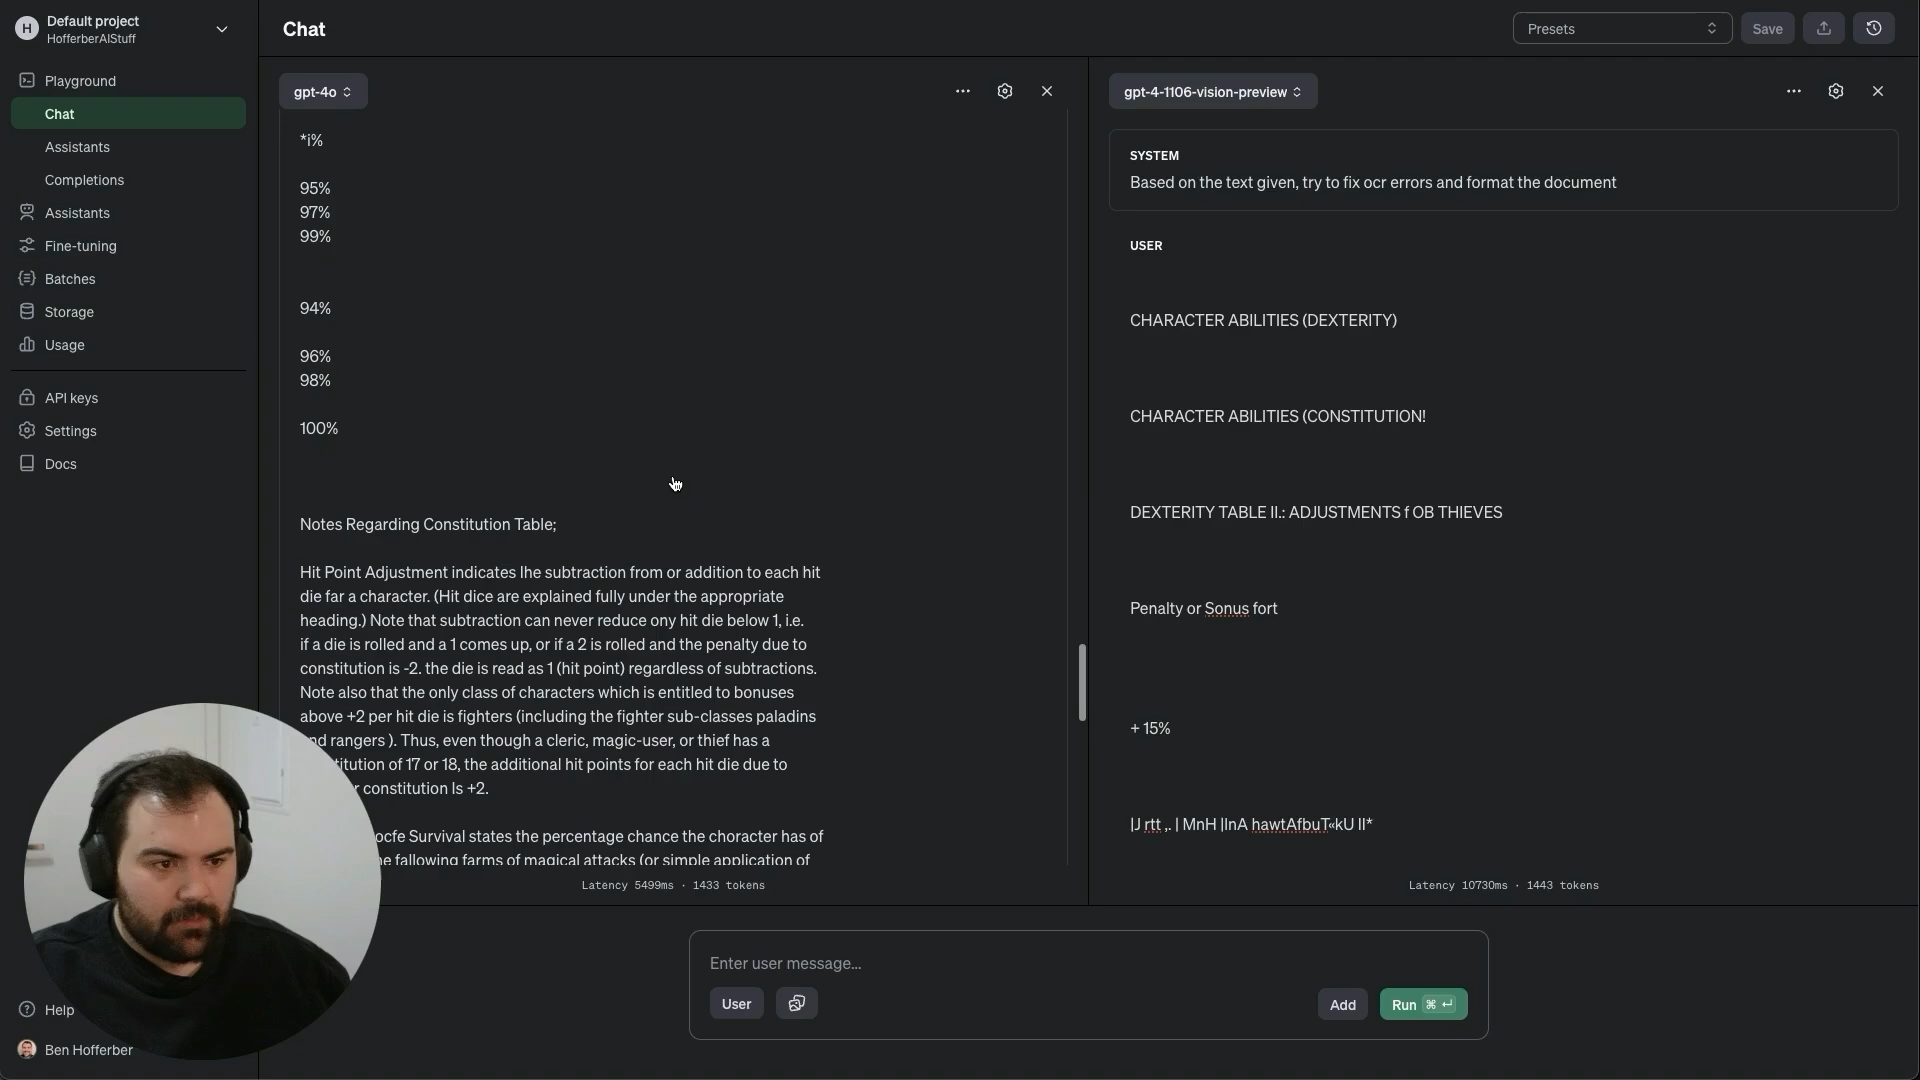 H
Default project
HofferberAIStuff
Playground
Chat
Assistants
Completions
Assistants
Fine-tuning
Batches
Storage
Usage
API keys
Settings
Docs
Help
Ben Hofferber
Chat
Presets
Save
gpt-4o
*i%
95%
97%
99%
94%
96%
98%
100%
Notes Regarding Constitution Table;
Hit Point Adjustment indicates lhe subtraction from or addition to each hit
die far a character. (Hit dice are explained fully under the appropriate
heading.) Note that subtraction can never reduce ony hit die below 1, i.e.
if a die is rolled and a 1 comes up, or if a 2 is rolled and the penalty due to
constitution is -2. the die is read as 1 (hit point) regardless of subtractions.
Note also that the only class of characters which is entitled to bonuses
above +2 per hit die is fighters (including the fighter sub-classes paladins
nd rangers ). Thus, even though a cleric, magic-user, or thief has a
titution of 17 or 18, the additional hit points for each hit die due to
r constitution Is +2.
ocfe Survival states the percentage chance the choracter has of
he fallowing farms of magical attacks (or simple application of
Latency 5499ms · 1433 tokens
gpt-4-1106-vision-preview
SYSTEM
Based on the text given, try to fix ocr errors and format the document
USER
CHARACTER ABILITIES (DEXTERITY)
CHARACTER ABILITIES (CONSTITUTION!
DEXTERITY TABLE II.: ADJUSTMENTS f OB THIEVES
Penalty or Sonus fort
+ 15%
|J rtt ,. | MnH |InA hawtAfbuT«kU II*
Latency 10730ms · 1443 tokens
Enter user message...
User
Add
Run ⌘ ↵